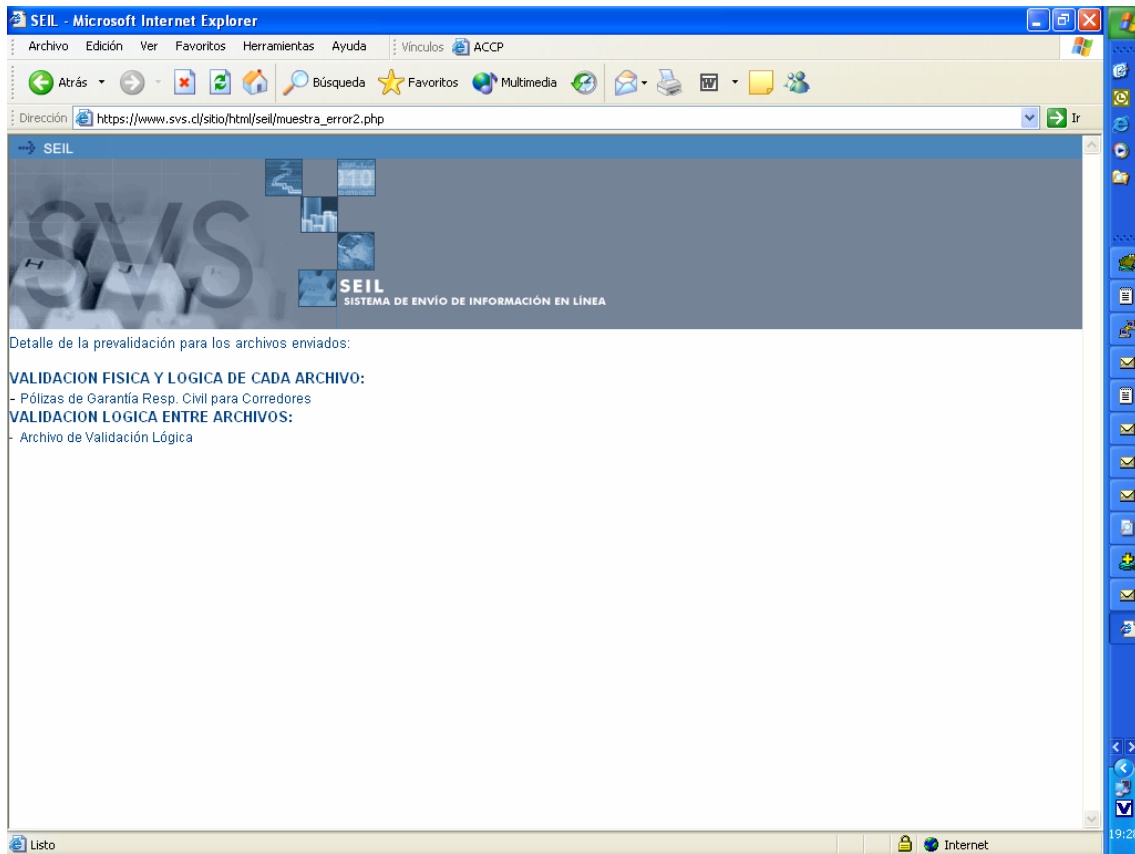 SEIL - Microsoft Internet Explorer
Archivo Edición Ver Favoritos Herramientas Ayuda Vínculos ACCP
Atrás Búsqueda Favoritos Multimedia
Dirección https://www.svs.cl/sitio/html/seil/muestra_error2.php Ir
SEIL
010
SVS
SEIL
SISTEMA DE ENVÍO DE INFORMACIÓN EN LÍNEA
Detalle de la prevalidación para los archivos enviados:
VALIDACION FISICA Y LOGICA DE CADA ARCHIVO:
- Pólizas de Garantía Resp. Civil para Corredores
VALIDACION LOGICA ENTRE ARCHIVOS:
- Archivo de Validación Lógica
Listo Internet